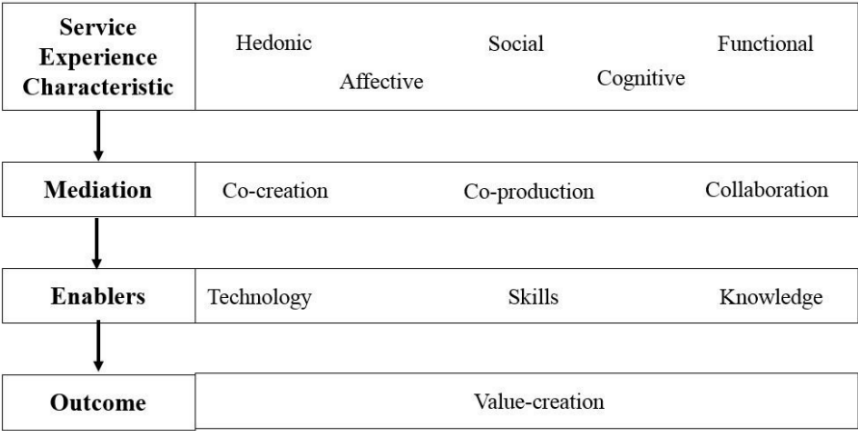 Service
Experience
Characteristic
Hedonic Social Functional
Affective Cognitive
Mediation Co-creation Co-production Collaboration
Enablers Technology Skills Knowledge
Outcome Value-creation